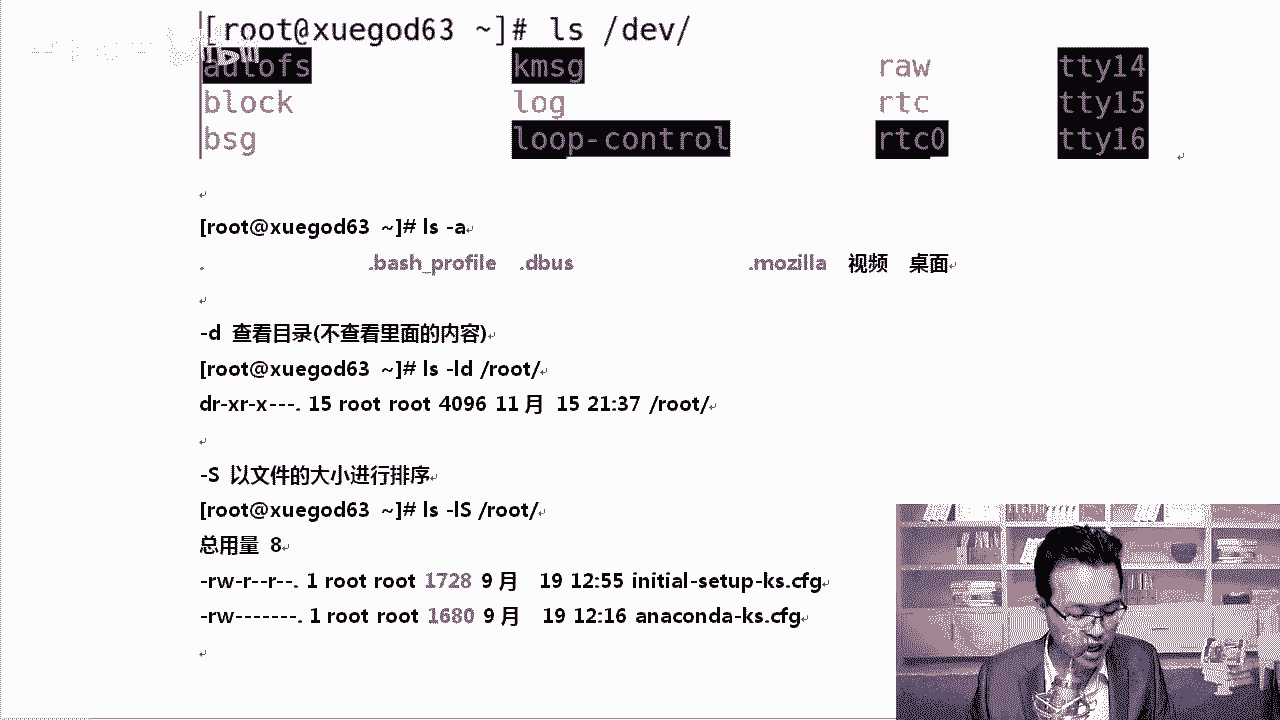 [root@xuegod63 ~]# ls /dev/
autofs kmsg raw tty14
block log rtc tty15
bsg loop-control rtc0 tty16
[root@xuegod63 ~]# ls -a
. .bash_profile .dbus .mozilla 视频 桌面
-d 查看目录(不查看里面的内容)
[root@xuegod63 ~]# ls -ld /root/
dr-xr-x---. 15 root root 4096 11月 15 21:37 /root/
-S 以文件的大小进行排序
[root@xuegod63 ~]# ls -lS /root/
总用量 8
-rw-r--r--. 1 root root 1728 9月 19 12:55 initial-setup-ks.cfg
-rw-------. 1 root root 1680 9月 19 12:16 anaconda-ks.cfg